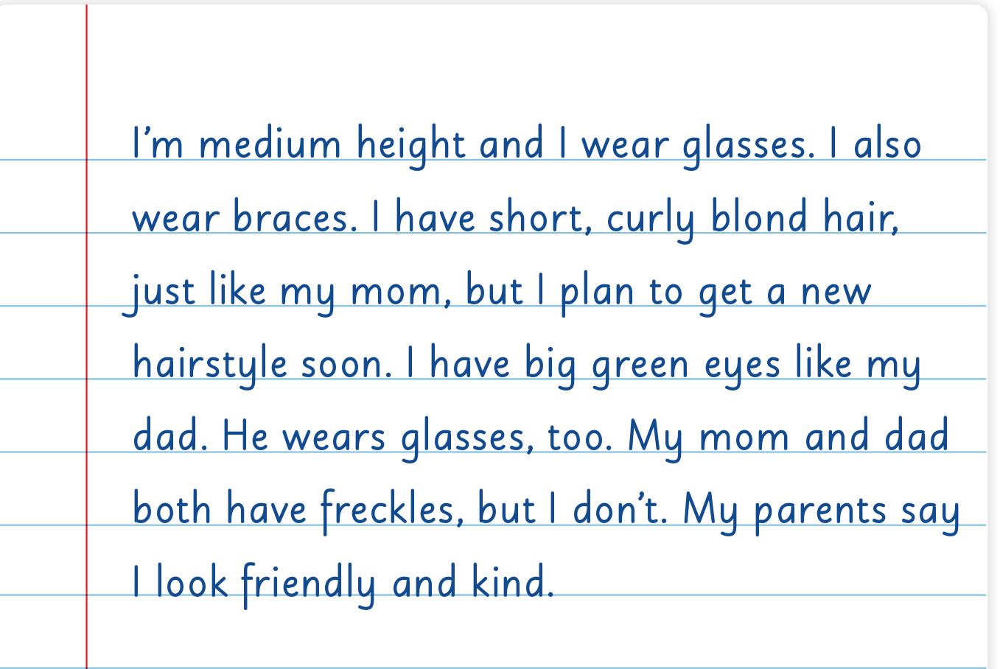 I’m medium height and I wear glasses. I also
wear braces. I have short, curly blond hair,
just like my mom, but I plan to get a new
hairstyle soon. I have big green eyes like my
dad. He wears glasses, too. My mom and dad
both have freckles, but I don’t. My parents say
I look friendly and kind.